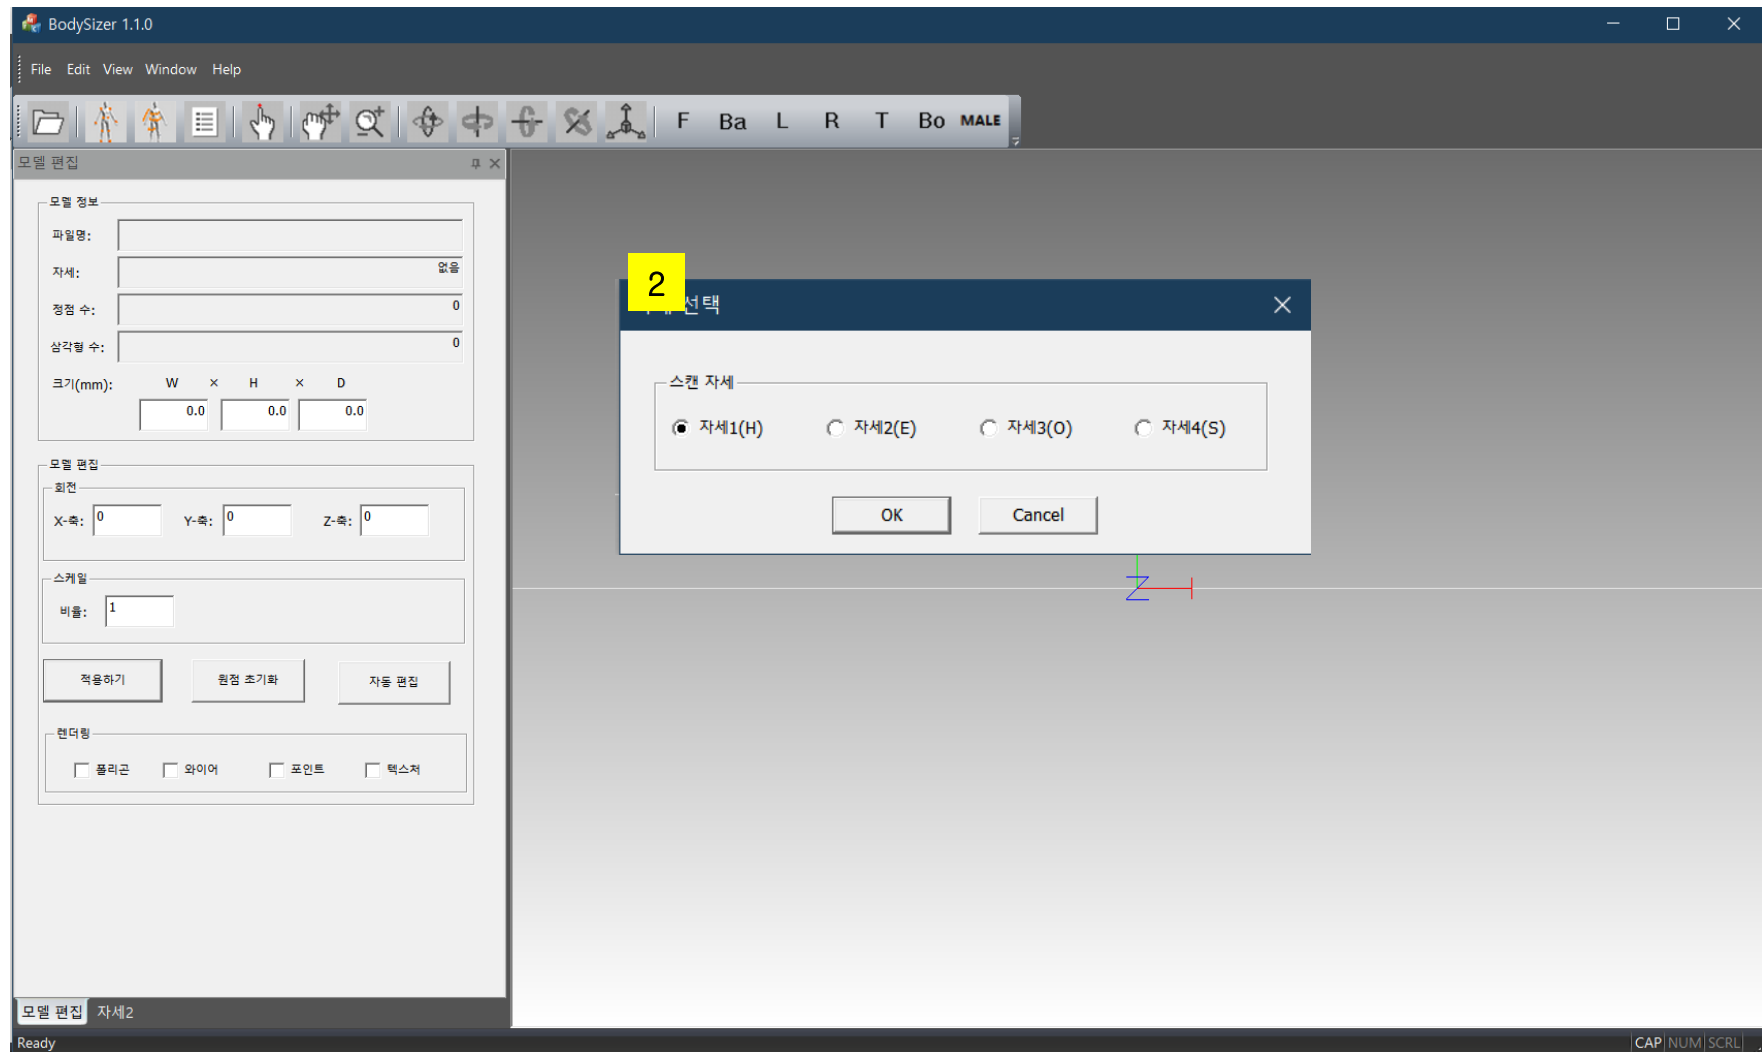 BodySizer 1.1.0
File Edit View Window Help
F Ba L R T Bo MALE
모델 편집
모델 정보
파일명:
자세: 없음
정점 수: 0
삼각형 수: 0
크기(mm): W × H × D
0.0 0.0 0.0
모델 편집
회전
X-축: 0 Y-축: 0 Z-축: 0
스케일
비율: 1
적용하기 원점 초기화 자동 편집
렌더링
폴리곤 와이어 포인트 텍스처
모델 편집 자세2
Ready
CAP NUM SCRL
2
선택
스캔 자세
자세1(H) 자세2(E) 자세3(O) 자세4(S)
OK Cancel